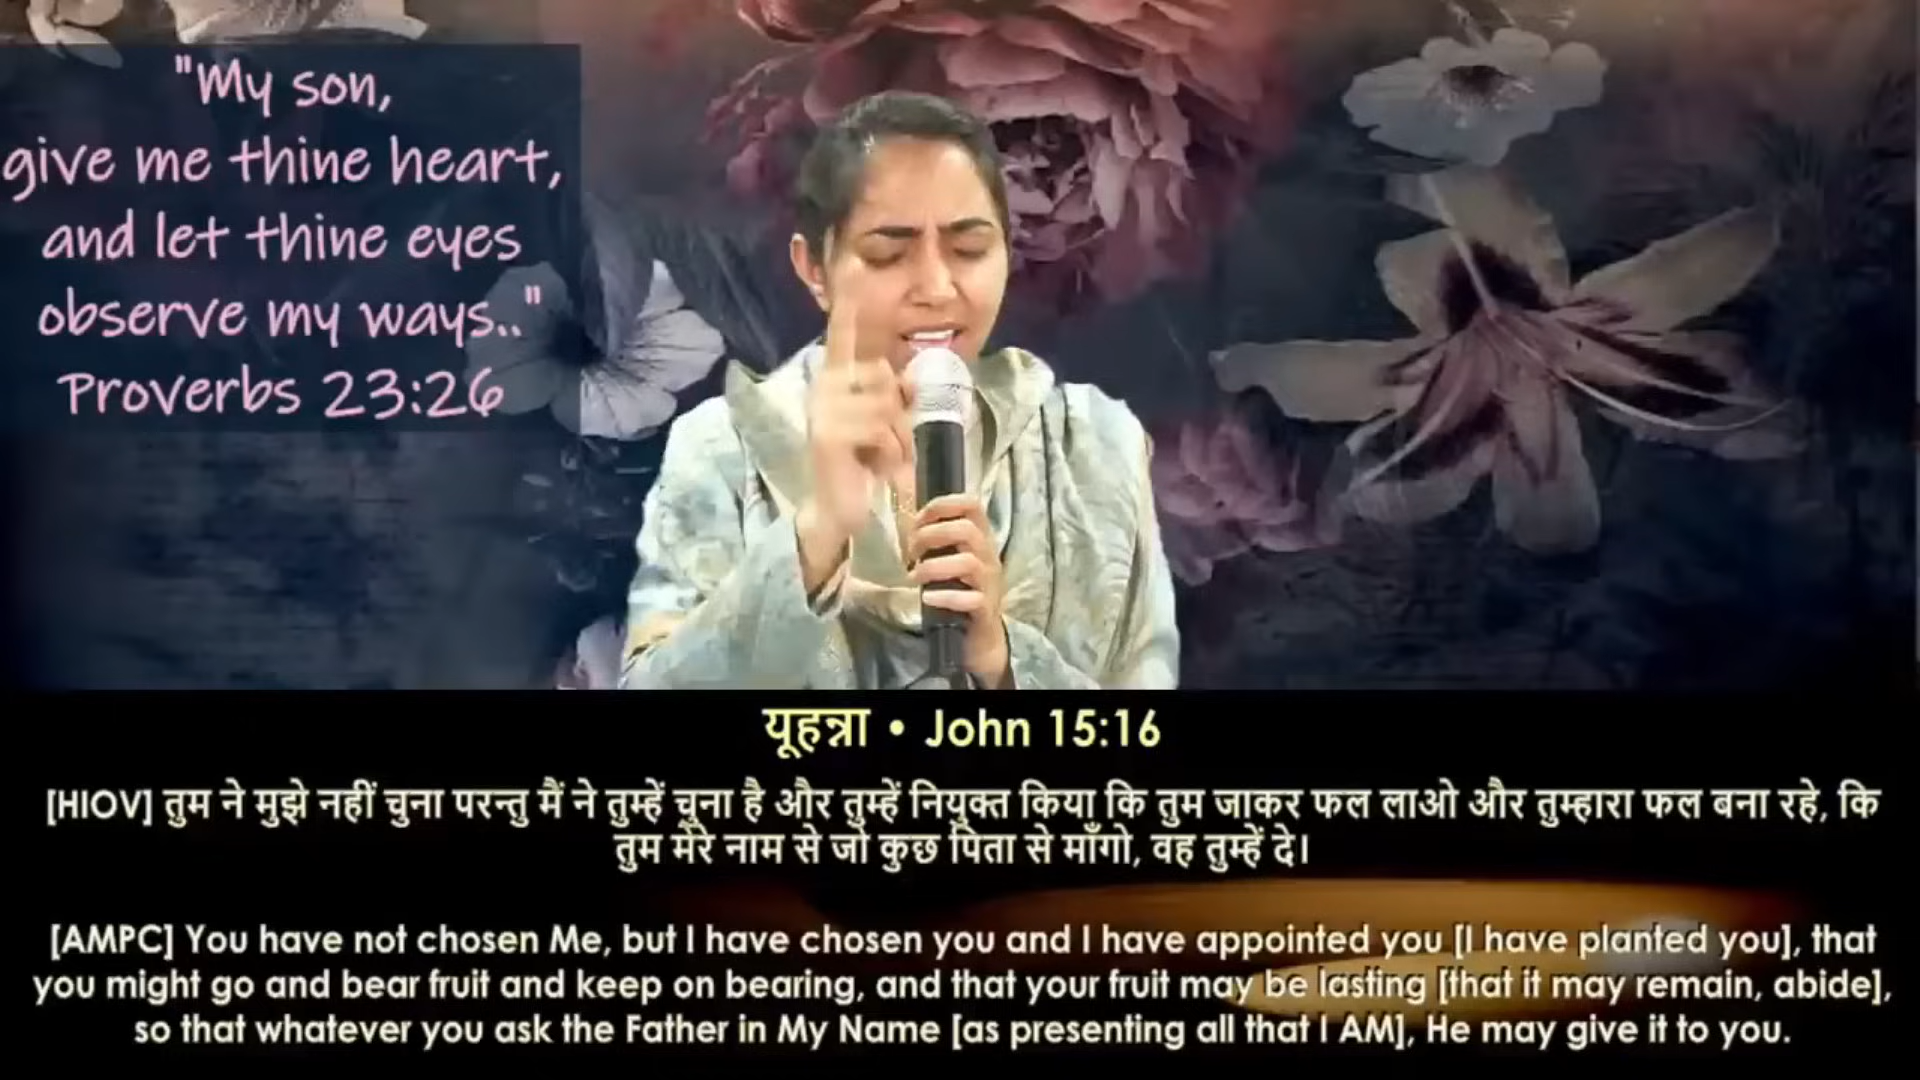 "My son,
give me thine heart,
and let thine eyes
observe my ways.."
Proverbs 23:26
यूहन्ना • John 15:16
[HIOV] तुम ने मुझे नहीं चुना परन्तु मैं ने तुम्हें चुना है और तुम्हें नियुक्त किया कि तुम जाकर फल लाओ और तुम्हारा फल बना रहे, कि
तुम मेरे नाम से जो कुछ पिता से माँगो, वह तुम्हें दे।
[AMPC] You have not chosen Me, but I have chosen you and I have appointed you [I have planted you], that
you might go and bear fruit and keep on bearing, and that your fruit may be lasting [that it may remain, abide],
so that whatever you ask the Father in My Name [as presenting all that I AM], He may give it to you.